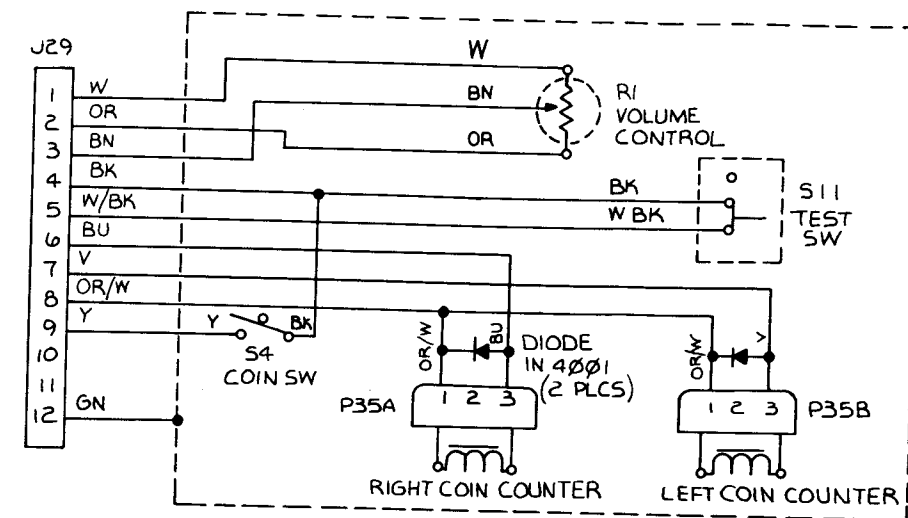 J29
1 W
2 OR
3 BN
4 BK
5 W/BK
6 BU
7 V
8 OR/W
9 Y
10
11
12 GN
W
BN
OR
R1
VOLUME
CONTROL
BK
W BK
S11
TEST
SW
Y
BK
S4
COIN SW
OR/W
BU
DIODE
IN 4001
(2 PLCS)
OR/W
V
P35A
1 2 3
1 2 3
P35B
RIGHT COIN COUNTER
LEFT COIN COUNTER